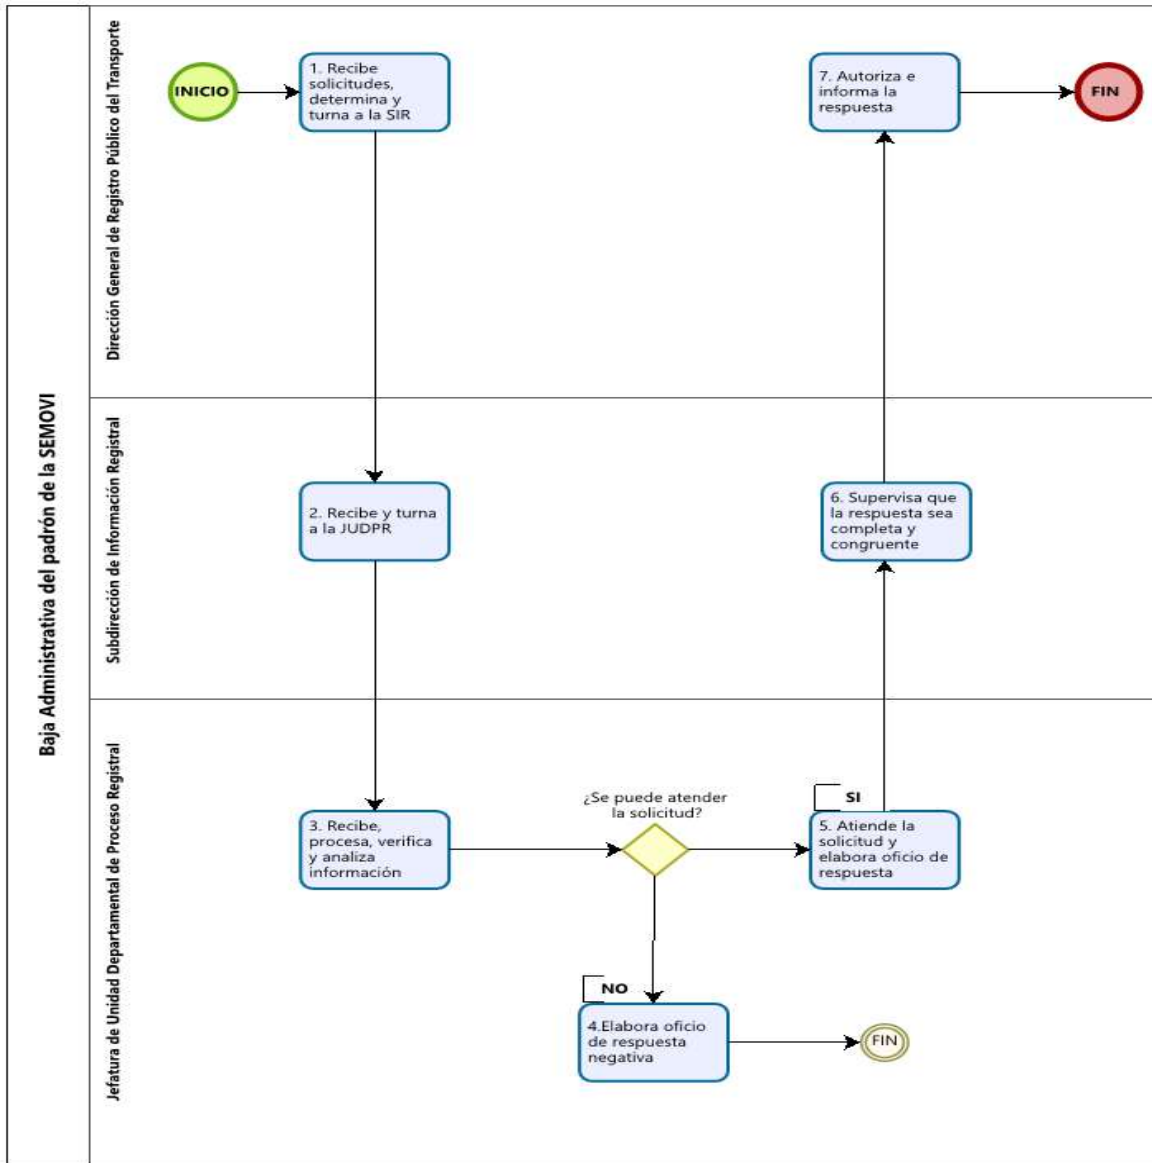 Baja Administrativa del padrón de la SEMOVI
Dirección General de Registro Público del Transporte
INICIO
1. Recibe
solicitudes,
determina y
turna a la SIR
7. Autoriza e
informa la
respuesta
FIN
Subdirección de Información Registral
2. Recibe y turna
a la JUDPR
6. Supervisa que
la respuesta sea
completa y
congruente
Jefatura de Unidad Departamental de Proceso Registral
3. Recibe,
procesa, verifica
y analiza
información
¿Se puede atender
la solicitud?
SI
5. Atiende la
solicitud y
elabora oficio de
respuesta
NO
4.Elabora oficio
de respuesta
negativa
FIN